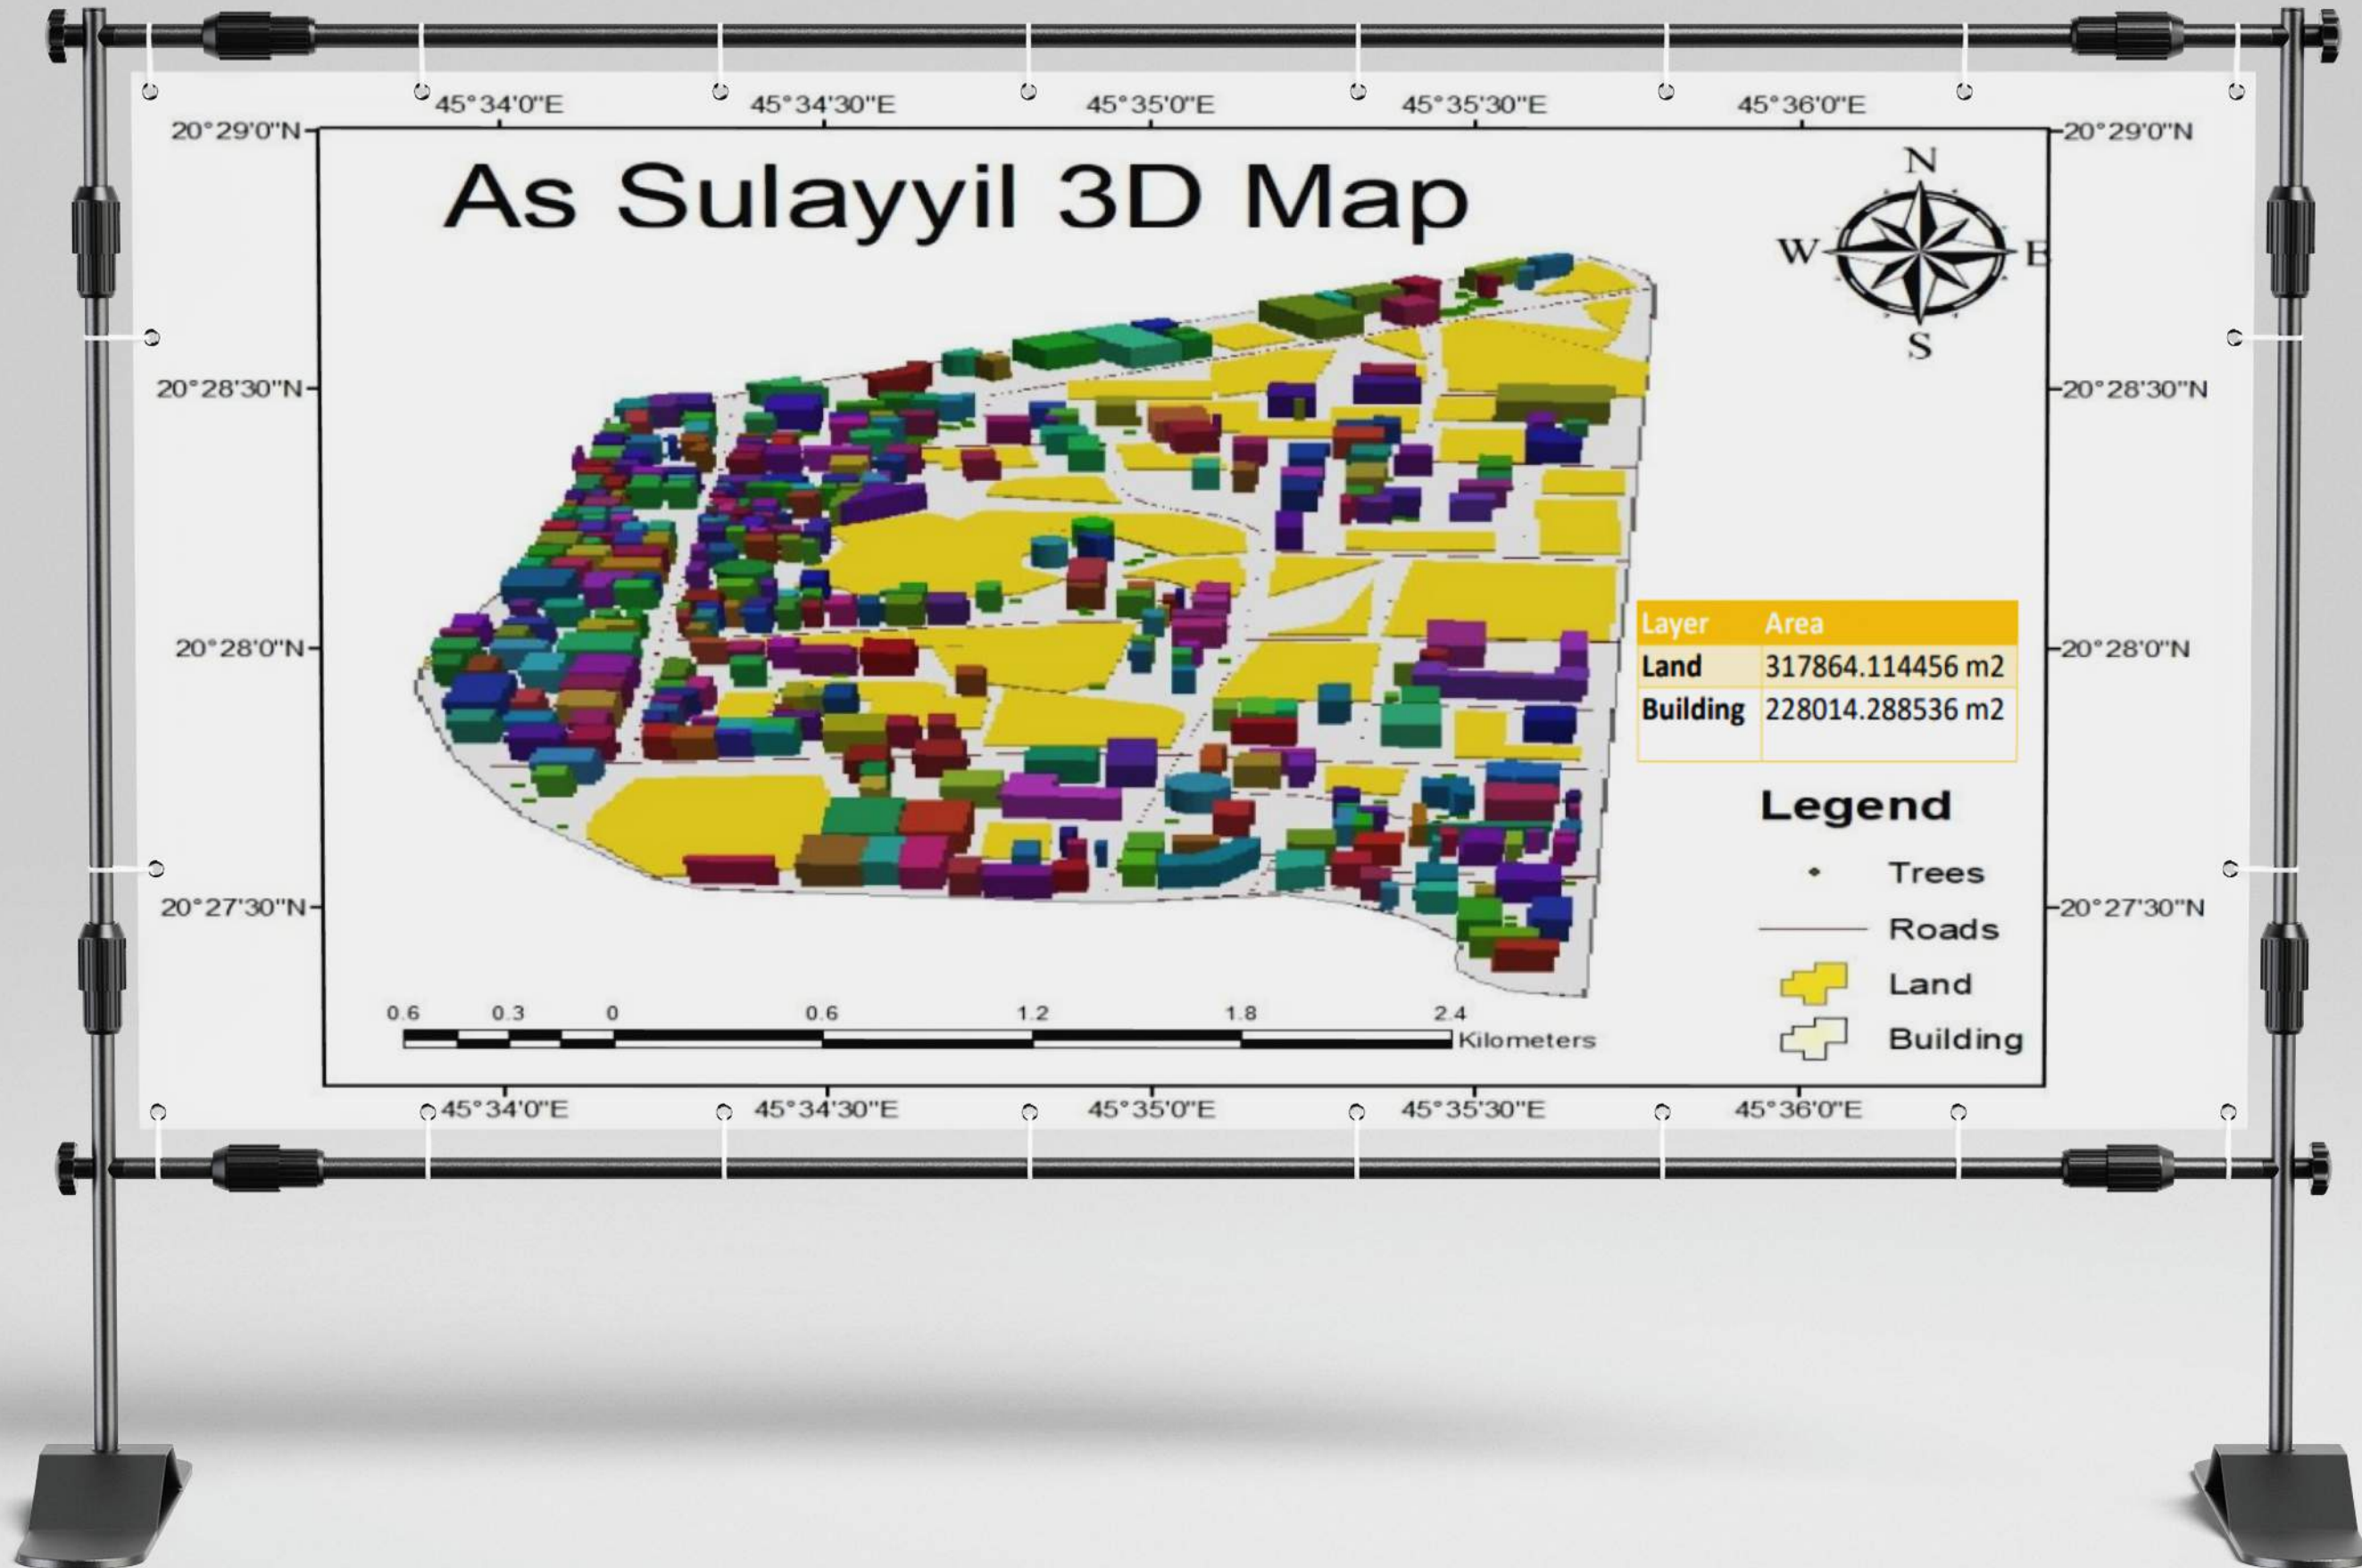 45°34'0"E 45°34'30"E 45°35'0"E 45°35'30"E 45°36'0"E
20°29'0"N 20°29'0"N
As Sulayyil 3D Map
N
W E
S
20°28'30"N 20°28'30"N
Layer Area
20°28'0"N 20°28'0"N
Land 317864.114456 m2
Building 228014.288536 m2
Legend
Trees
20°27'30"N 20°27'30"N
Roads
Land
0.6 0.3 0 0.6 1.2 1.8 2.4
Kilometers
Building
45°34'0"E 45°34'30"E 45°35'0"E 45°35'30"E 45°36'0"E